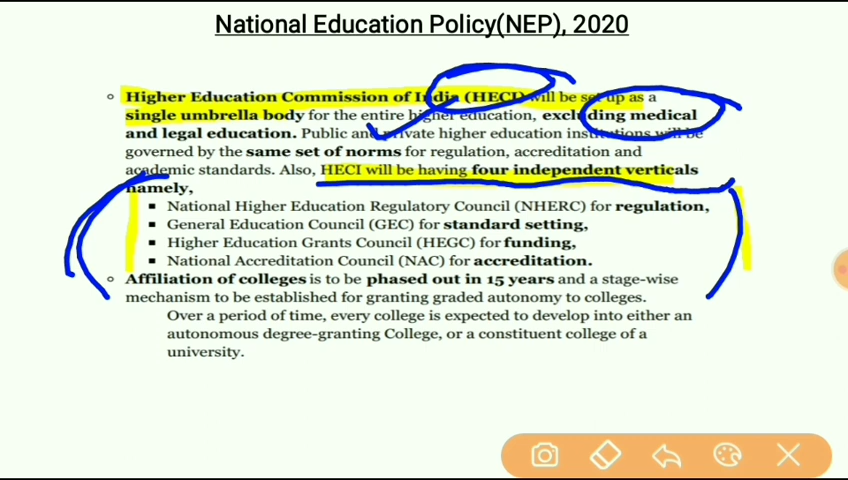 National Education Policy(NEP), 2020
Higher Education Commission of India (HECI) will be set up as a
single umbrella body for the entire higher education, excluding medical
and legal education. Public and private higher education institutions will be
governed by the same set of norms for regulation, accreditation and
academic standards. Also, HECI will be having four independent verticals
namely,
National Higher Education Regulatory Council (NHERC) for regulation,
General Education Council (GEC) for standard setting,
Higher Education Grants Council (HEGC) for funding,
National Accreditation Council (NAC) for accreditation.
Affiliation of colleges is to be phased out in 15 years and a stage-wise
mechanism to be established for granting graded autonomy to colleges.
Over a period of time, every college is expected to develop into either an
autonomous degree-granting College, or a constituent college of a
university.